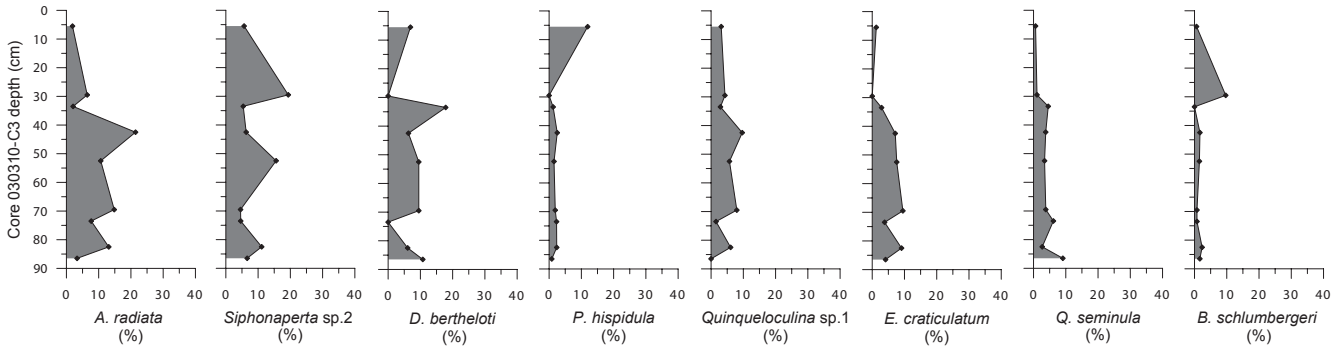 Core 030310-C3 depth (cm)
0
10
20
30
40
50
60
70
80
90
0 10 20 30 40 0 10 20 30 40 0 10 20 30 40 0 10 20 30 40 0 10 20 30 40 0 10 20 30 40 0 10 20 30 40 0 10 20 30 40
A. radiata Siphonaperta sp.2 D. bertheloti P. hispidula Quinqueloculina sp.1 E. craticulatum Q. seminula B. schlumbergeri
(%) (%) (%) (%) (%) (%) (%) (%)